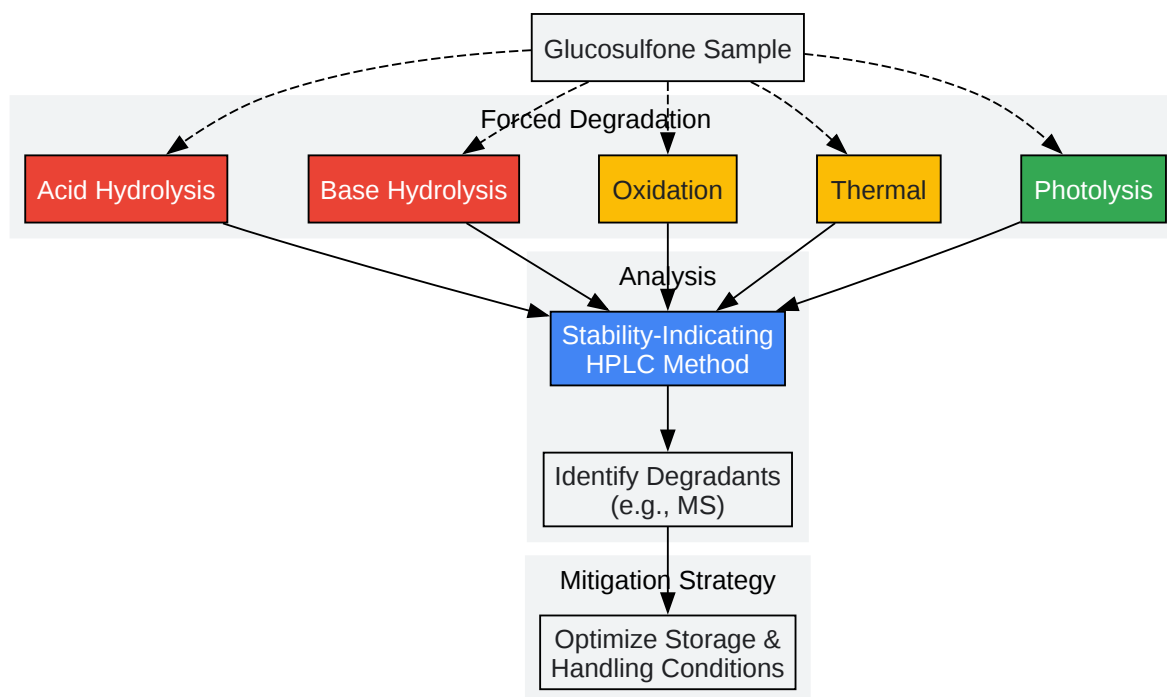 Glucosulfone Sample
Forced Degradation
Acid Hydrolysis
Base Hydrolysis
Oxidation
Thermal
Photolysis
Analysis
Stability-Indicating
HPLC Method
Identify Degradants
(e.g., MS)
Mitigation Strategy
Optimize Storage &
Handling Conditions